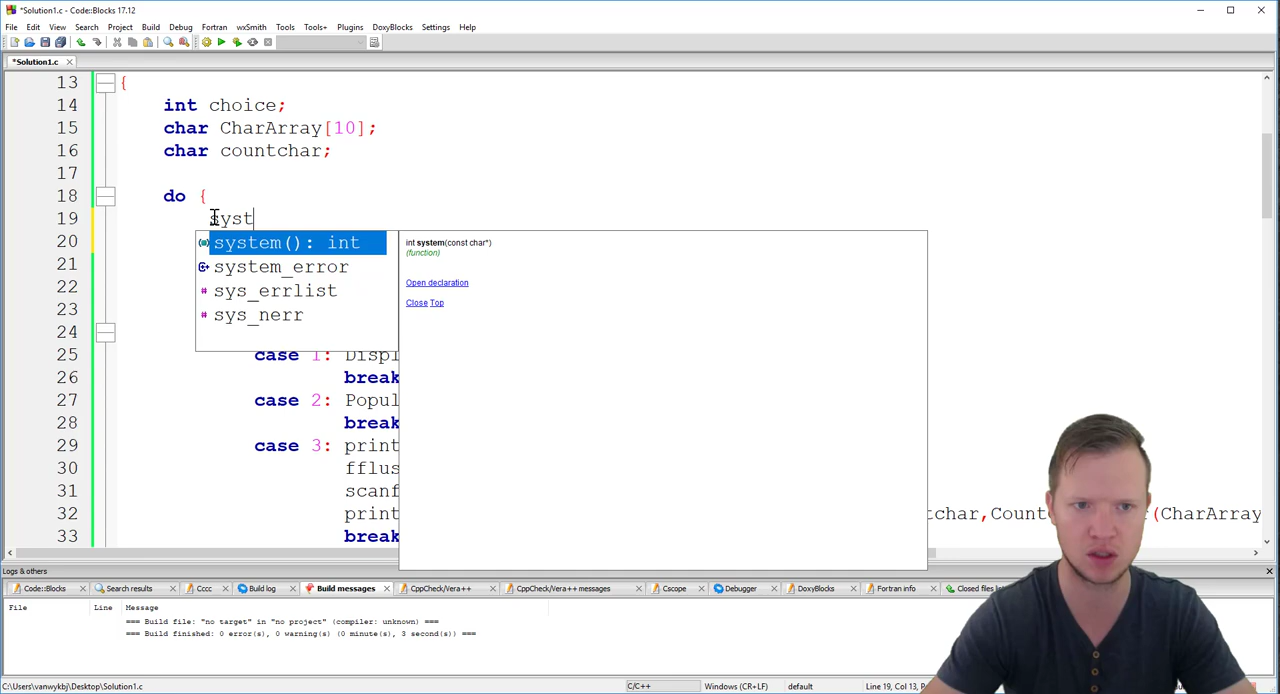 *Solution1.c - Code::Blocks 17.12
File Edit View Search Project Build Debug Fortran wxSmith Tools Tools+ Plugins DoxyBlocks Settings Help
*Solution1.c
13 {
14 int choice;
15 char CharArray[10];
16 char countchar;
17
18 do {
19 syst
20 system(): int
int system(const char*)
(function)
21 system_error
Open declaration
22 sys_errlist
Close Top
23 sys_nerr
24
25 case 1: Displ
26 break
27 case 2: Popul
28 break
29 case 3: print
30 fflus
31 scanf
32 print tchar,Count (CharArray
33 break
Logs & others
Code::Blocks Search results Cccc Build log Build messages CppCheck/Vera++ CppCheck/Vera++ messages Cscope Debugger DoxyBlocks Fortran info Closed files
File Line Message
=== Build file: "no target" in "no project" (compiler: unknown) ===
=== Build finished: 0 error(s), 0 warning(s) (0 minute(s), 3 second(s)) ===
C:\Users\vanwykbj\Desktop\Solution1.c C/C++ Windows (CR+LF) default Line 19, Col 13,